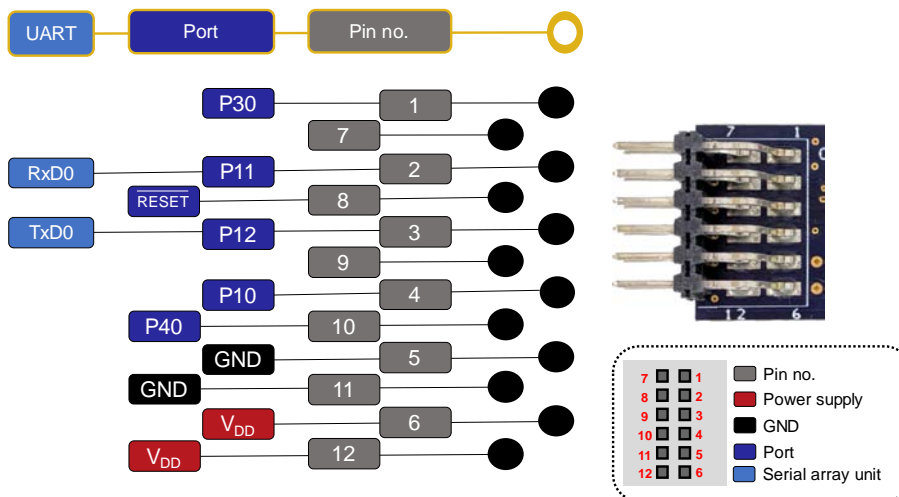 UART Port Pin no.
P30 1
7
RxD0 P11 2
RESET 8
TxD0 P12 3
9
P10 4
P40 10
GND 5
GND 11
VDD 6
VDD 12
7 1
12 6
7 1 Pin no.
8 2 Power supply
9 3 GND
10 4 Port
11 5 Serial array unit
12 6